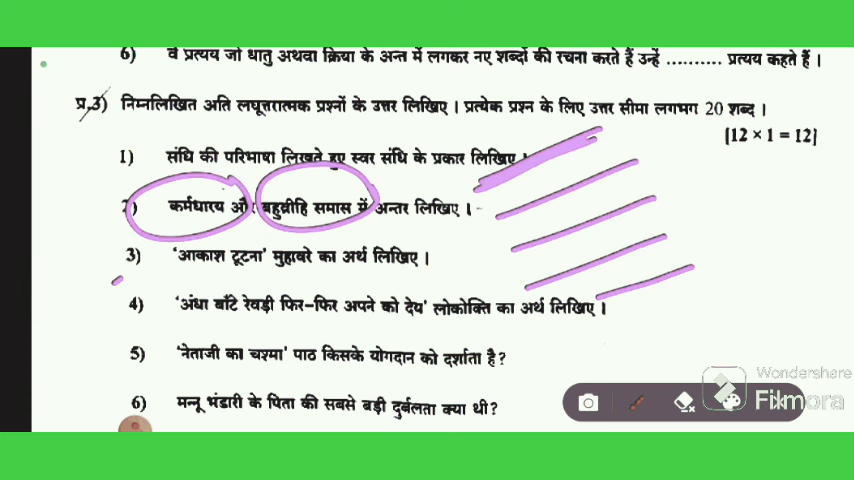 6) वे प्रत्यय जो धातु अथवा क्रिया के अन्त में लगकर नए शब्दों की रचना करते हैं उन्हें .......... प्रत्यय कहते हैं।
प्र.3) निम्नलिखित अति लघूत्तरात्मक प्रश्नों के उत्तर लिखिए। प्रत्येक प्रश्न के लिए उत्तर सीमा लगभग 20 शब्द।
[12 × 1 = 12]
1) संधि की परिभाषा लिखते हुए स्वर संधि के प्रकार लिखिए।
2) कर्मधारय और बहुव्रीहि समास में अन्तर लिखिए।
3) 'आकाश टूटना' मुहावरे का अर्थ लिखिए।
4) 'अंधा बाँटे रेवड़ी फिर–फिर अपने को देय' लोकोक्ति का अर्थ लिखिए।
5) 'नेताजी का चश्मा' पाठ किसके योगदान को दर्शाता है?
6) मन्नू भंडारी के पिता की सबसे बड़ी दुर्बलता क्या थी?
Wondershare
Filmora